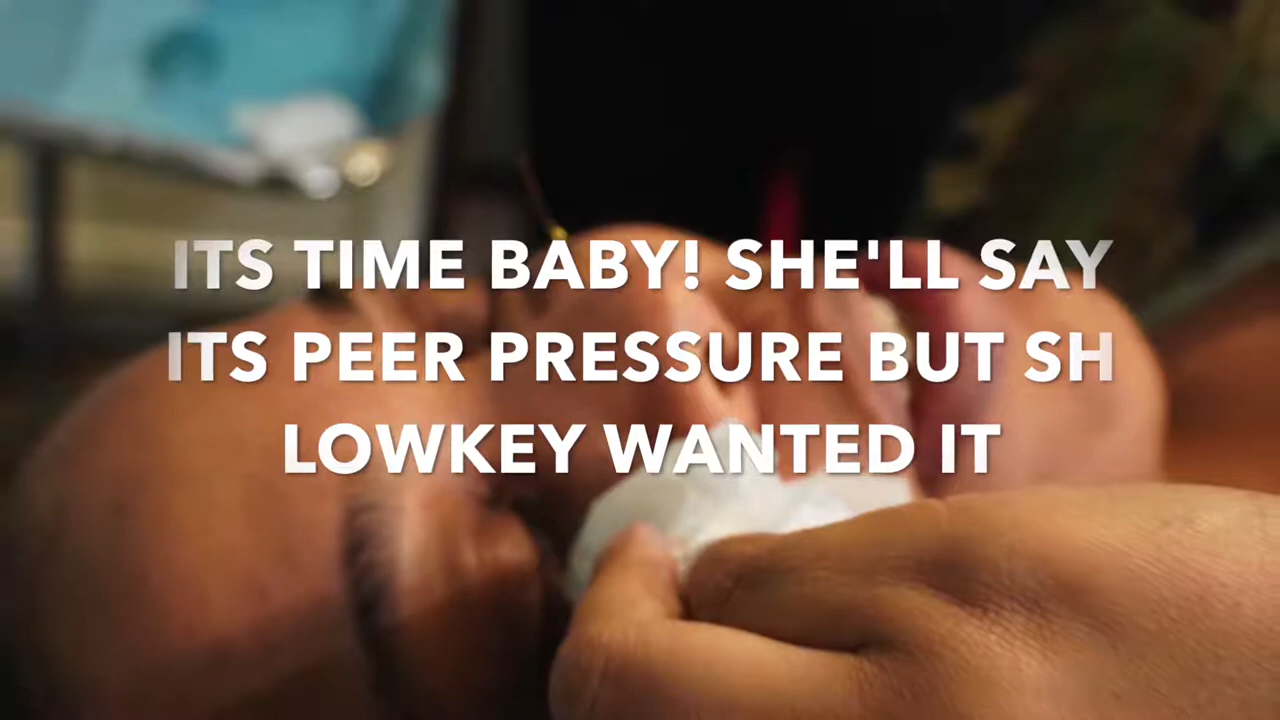 ITS TIME BABY! SHE'LL SAY
ITS PEER PRESSURE BUT SH
LOWKEY WANTED IT